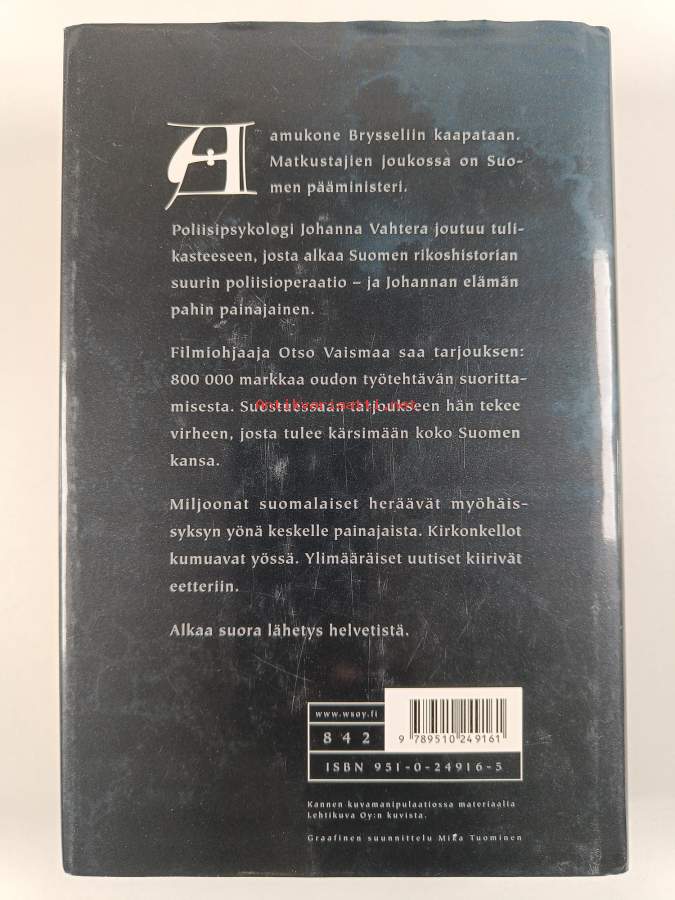 A amukone Brysseliin kaapataan.
Matkustajien joukossa on Suo-
men pääministeri.
Poliisipsykologi Johanna Vahtera joutuu tuli-
kasteeseen, josta alkaa Suomen rikoshistorian
suurin poliisioperaatio – ja Johannan elämän
pahin painajainen.
Filmiohjaaja Otso Vaismaa saa tarjouksen:
800 000 markkaa oudon työtehtävän suoritta-
misesta. Suostuessaan tarjoukseen hän tekee
Antikvariaatti.net
virheen, josta tulee kärsimään koko Suomen
kansa.
Miljoonat suomalaiset heräävät myöhäis-
syksyn yönä keskelle painajaista. Kirkonkellot
kumuavat yössä. Ylimääräiset uutiset kiirivät
eetteriin.
Alkaa suora lähetys helvetistä.
www.wsoy.fi
842
9 789510 249161
ISBN 951-0-24916-5
Kannen kuvamanipulaatiossa materiaalia
Lehtikuva Oy:n kuvista.
Graafinen suunnittelu Mika Tuominen